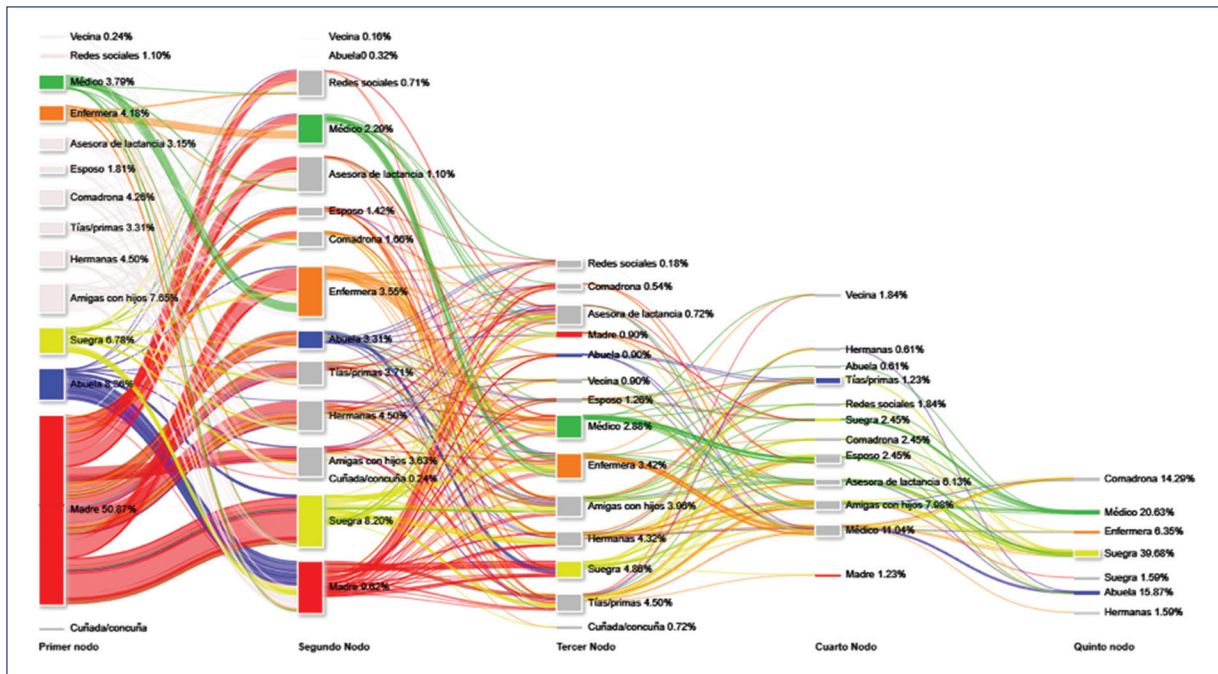 Vecina 0.24%
Redes sociales 1.10%
Médico 3.79%
Enfermera 4.18%
Asesora de lactancia 3.15%
Esposo 1.81%
Comadrona 4.26%
Tías/primas 3.31%
Hermanas 4.50%
Amigas con hijos 7.65%
Suegra 6.78%
Abuela 8.36%
Madre 50.87%
Cuñada/concuña
Primer nodo
Vecina 0.16%
Abuela0 0.32%
Redes sociales 0.71%
Médico 2.20%
Asesora de lactancia 1.10%
Esposo 1.42%
Comadrona 1.66%
Enfermera 3.55%
Abuela 3.31%
Tías/primas 3.71%
Hermanas 4.50%
Amigas con hijos 3.63%
Cuñada/concuña 0.24%
Suegra 8.20%
Madre 9.62%
Segundo Nodo
Redes sociales 0.18%
Comadrona 0.54%
Asesora de lactancia 0.72%
Madre 0.90%
Abuela 0.90%
Vecina 0.90%
Esposo 1.26%
Médico 2.88%
Enfermera 3.42%
Amigas con hijos 3.96%
Hermanas 4.32%
Suegra 4.86%
Tías/primas 4.50%
Cuñada/concuña 0.72%
Tercer Nodo
Vecina 1.84%
Hermanas 0.61%
Abuela 0.61%
Tías/primas 1.23%
Redes sociales 1.84%
Suegra 2.45%
Comadrona 2.45%
Esposo 2.45%
Asesora de lactancia 6.13%
Amigas con hijos 7.98%
Médico 11.04%
Madre 1.23%
Cuarto Nodo
Comadrona 14.29%
Médico 20.63%
Enfermera 6.35%
Suegra 39.68%
Suegra 1.59%
Abuela 15.87%
Hermanas 1.59%
Quinto nodo